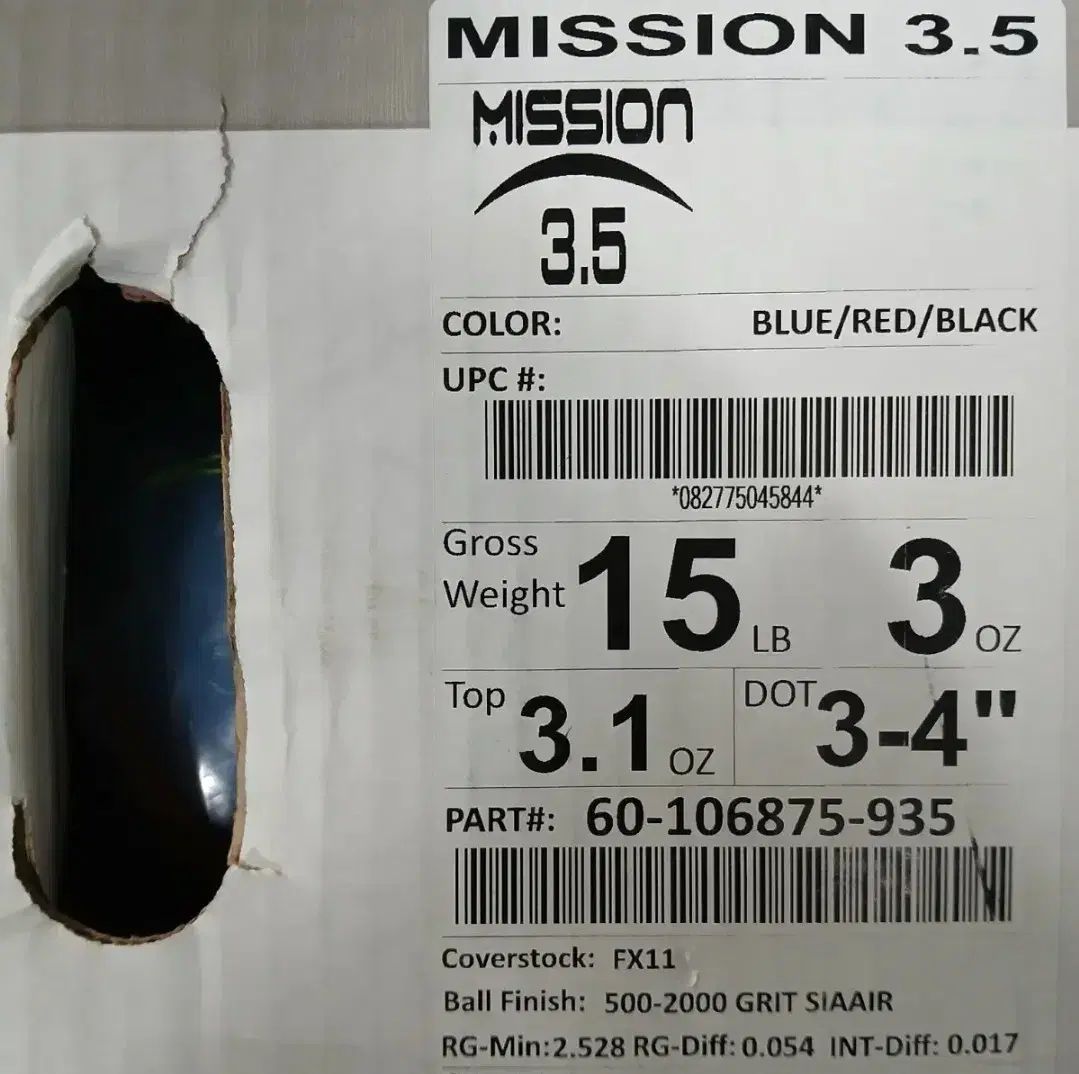 MISSION 3.5
MISSION
3.5
COLOR: BLUE/RED/BLACK
UPC #:
*082775045844*
Gross Weight 15 LB 3 OZ
Top 3.1 OZ DOT 3-4"
PART#: 60-106875-935
Coverstock: FX11
Ball Finish: 500-2000 GRIT SIAAIR
RG-Min:2.528 RG-Diff: 0.054 INT-Diff: 0.017